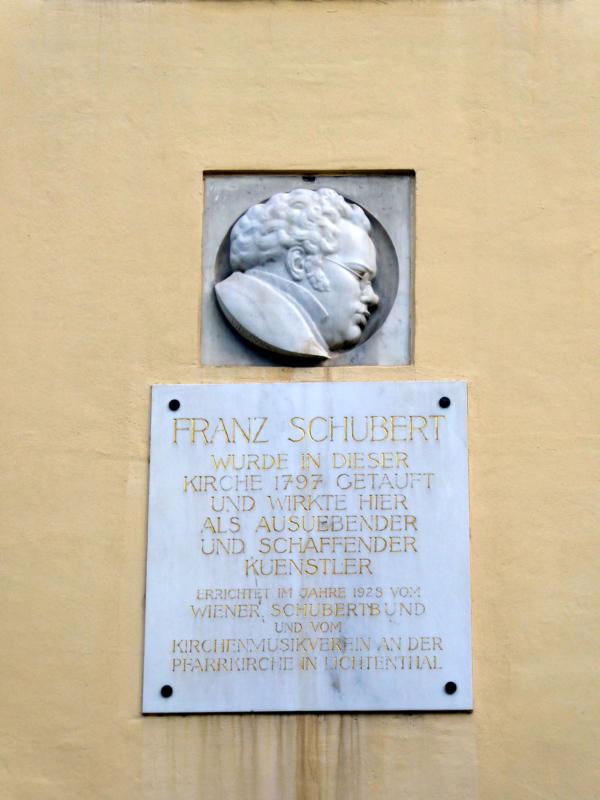 FRANZ SCHUBERT
WURDE IN DIESER
KIRCHE 1797 GETAUFT
UND WIRKTE HIER
ALS AUSUEBENDER
UND SCHAFFENDER
KUENSTLER
ERRICHTET IM JAHRE 1928 VOM
WIENER SCHUBERTBUND
UND VOM
KIRCHENMUSIKVEREIN AN DER
PFARRKIRCHE IN LICHTENTHAL